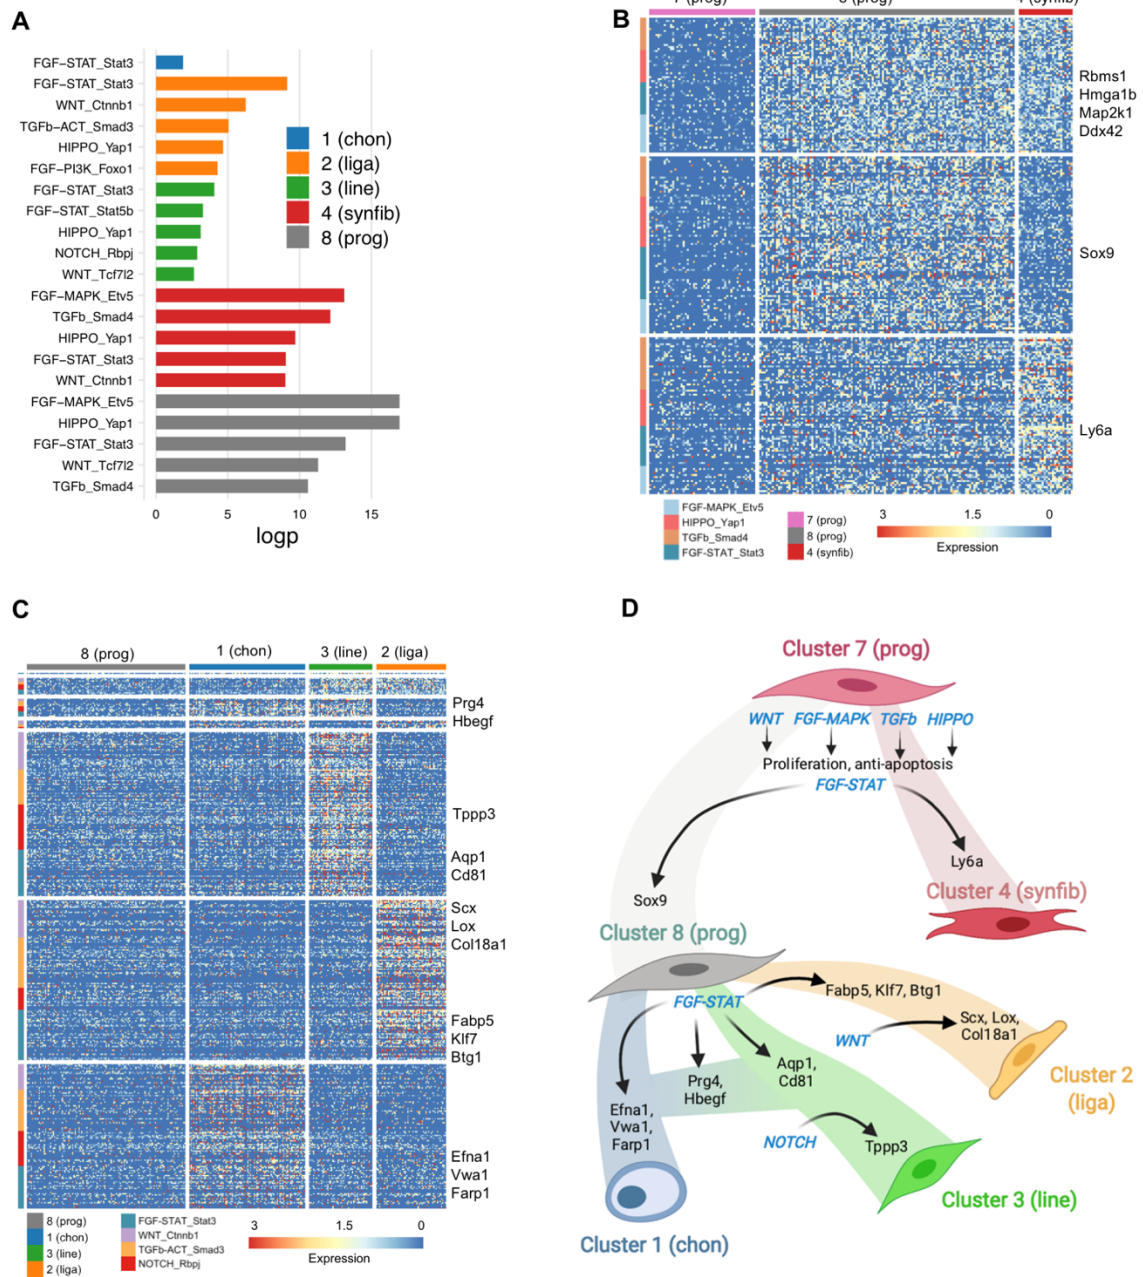 A
FGF-STAT_Stat3
FGF-STAT_Stat3
WNT_Ctnnb1
TGFb-ACT_Smad3
HIPPO_Yap1
FGF-PI3K_Foxo1
FGF-STAT_Stat3
FGF-STAT_Stat5b
HIPPO_Yap1
NOTCH_Rbpj
WNT_Tcf7l2
FGF-MAPK_Etv5
TGFb_Smad4
HIPPO_Yap1
FGF-STAT_Stat3
WNT_Ctnnb1
FGF-MAPK_Etv5
HIPPO_Yap1
FGF-STAT_Stat3
WNT_Tcf7l2
TGFb_Smad4
0 5 10 15
logp
1 (chon)
2 (liga)
3 (line)
4 (synfib)
8 (prog)
B
7 (prog) 8 (prog) 4 (synfib)
Rbms1
Hmga1b
Map2k1
Ddx42
Sox9
Ly6a
FGF-MAPK_Etv5
HIPPO_Yap1
TGFb_Smad4
FGF-STAT_Stat3
7 (prog)
8 (prog)
4 (synfib)
3 1.5 0
Expression
C
8 (prog) 1 (chon) 3 (line) 2 (liga)
Prg4
Hbegf
Tppp3
Aqp1
Cd81
Scx
Lox
Col18a1
Fabp5
Klf7
Btg1
Efna1
Vwa1
Farp1
8 (prog)
1 (chon)
3 (line)
2 (liga)
FGF-STAT_Stat3
WNT_Ctnnb1
TGFb-ACT_Smad3
NOTCH_Rbpj
3 1.5 0
Expression
D
Cluster 7 (prog)
WNT FGF-MAPK TGFb HIPPO
Proliferation, anti-apoptosis
FGF-STAT
Ly6a
Sox9
Cluster 4 (synfib)
Cluster 8 (prog)
FGF-STAT
Fabp5, Klf7, Btg1
WNT
Scx, Lox,
Col18a1
Aqp1,
Cd81
Prg4,
Hbegf
Efna1,
Vwa1,
Farp1
Cluster 2
(liga)
NOTCH
Tppp3
Cluster 3 (line)
Cluster 1 (chon)